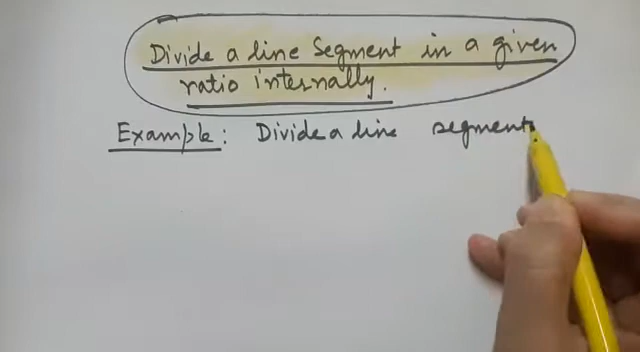 Divide a line Segment in a given
ratio internally.
Example: Divide a line segment